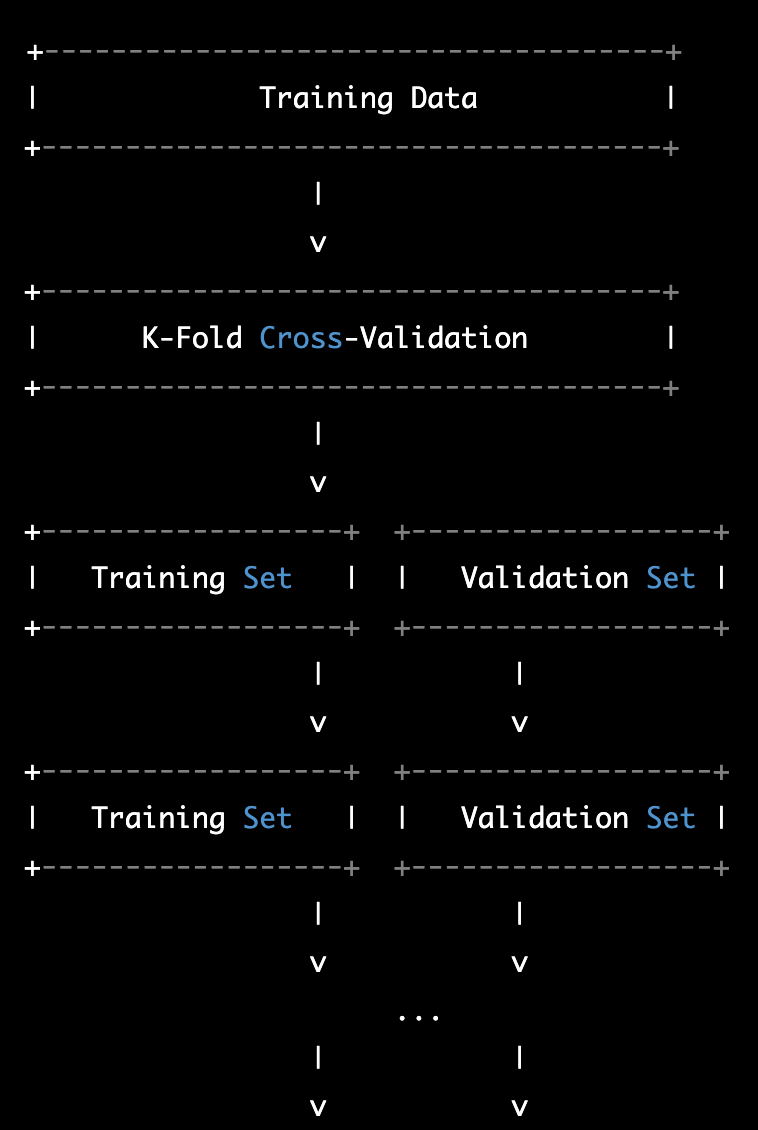 +-------------------------------------+
|             Training Data           |
+-------------------------------------+
|
v
+-------------------------------------+
|      K-Fold Cross-Validation        |
+-------------------------------------+
|
v
+------------------+  +------------------+
|   Training Set   |  |   Validation Set |
+------------------+  +------------------+
|           |
v           v
+------------------+  +------------------+
|   Training Set   |  |   Validation Set |
+------------------+  +------------------+
|           |
v           v
...
|           |
v           v